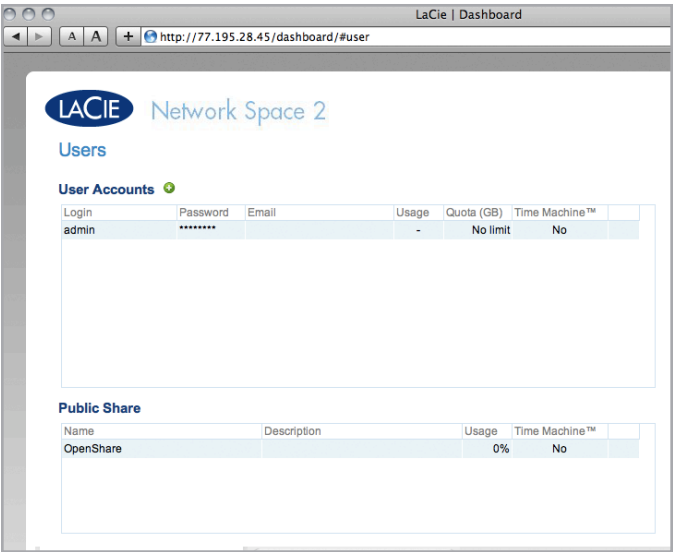 LaCie | Dashboard
A A + http://77.195.28.45/dashboard/#user
LACIE Network Space 2
Users
User Accounts
Login Password Email Usage Quota (GB) Time Machine™
admin ******** - No limit No
Public Share
Name Description Usage Time Machine™
OpenShare 0% No